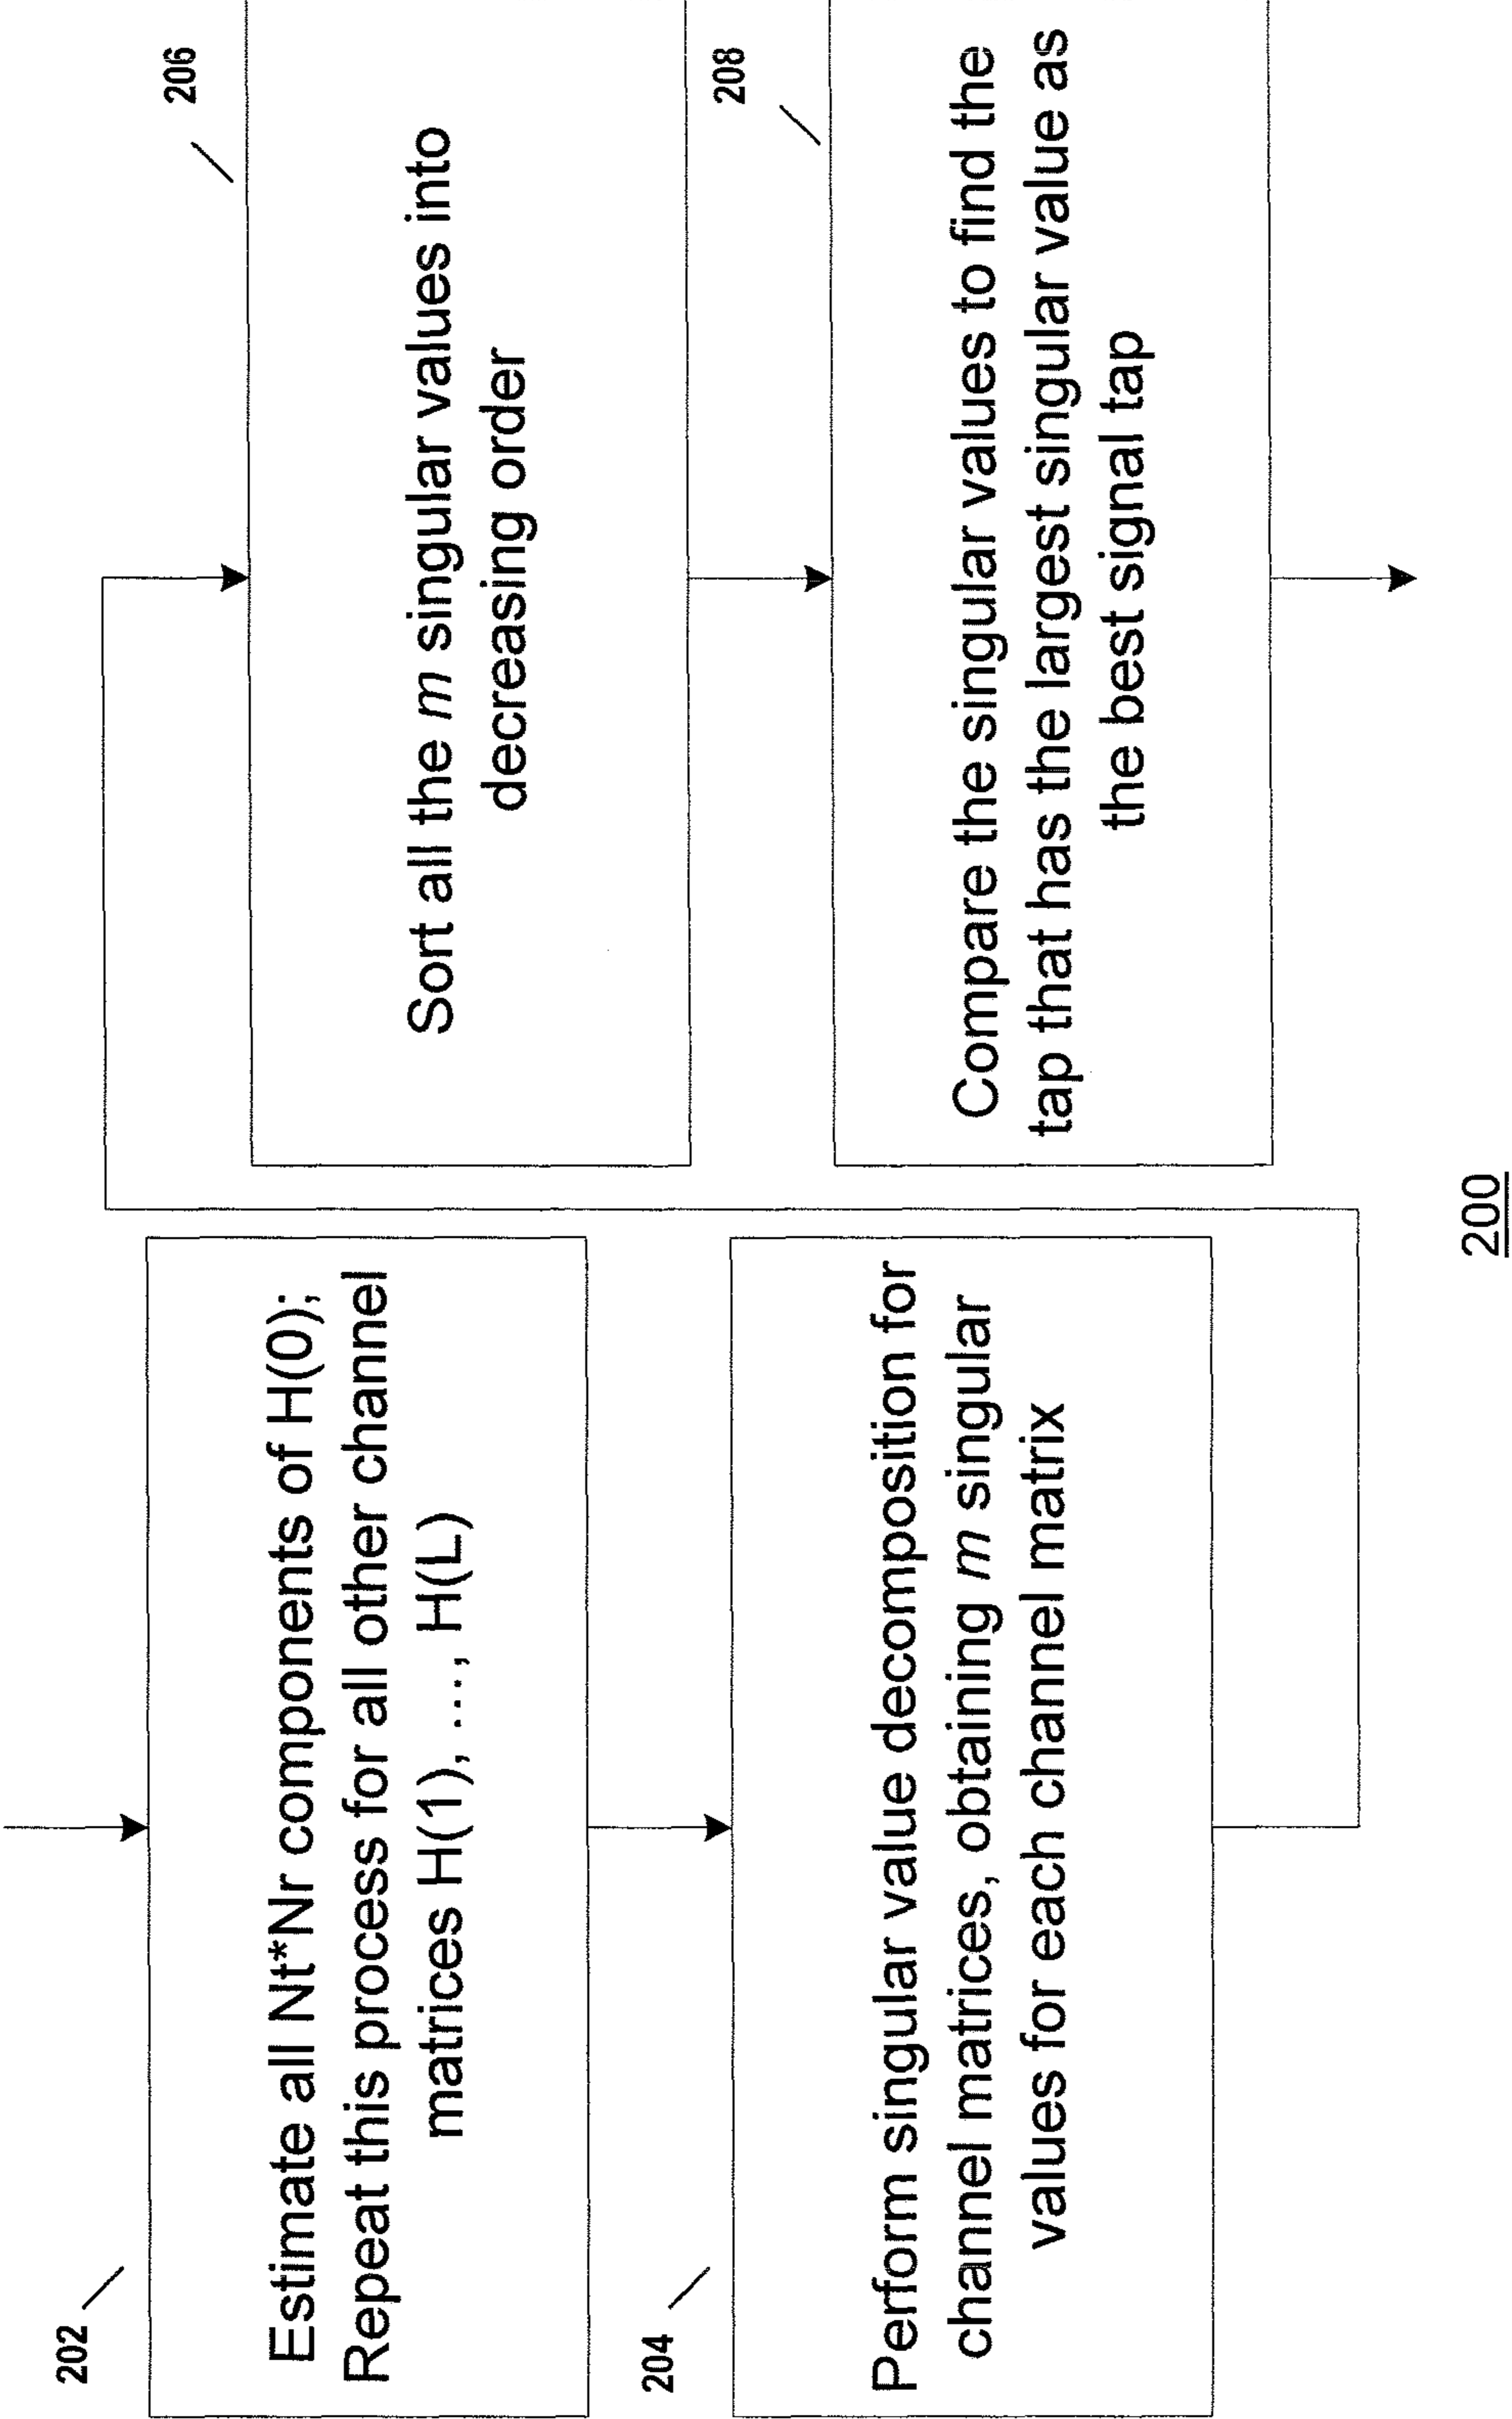 202
Estimate all Nt*Nr components of H(0);
Repeat this process for all other channel
matrices H(1), ..., H(L)
204
Perform singular value decomposition for
channel matrices, obtaining m singular
values for each channel matrix
206
Sort all the m singular values into
decreasing order
208
Compare the singular values to find the
tap that has the largest singular value as
the best signal tap
200